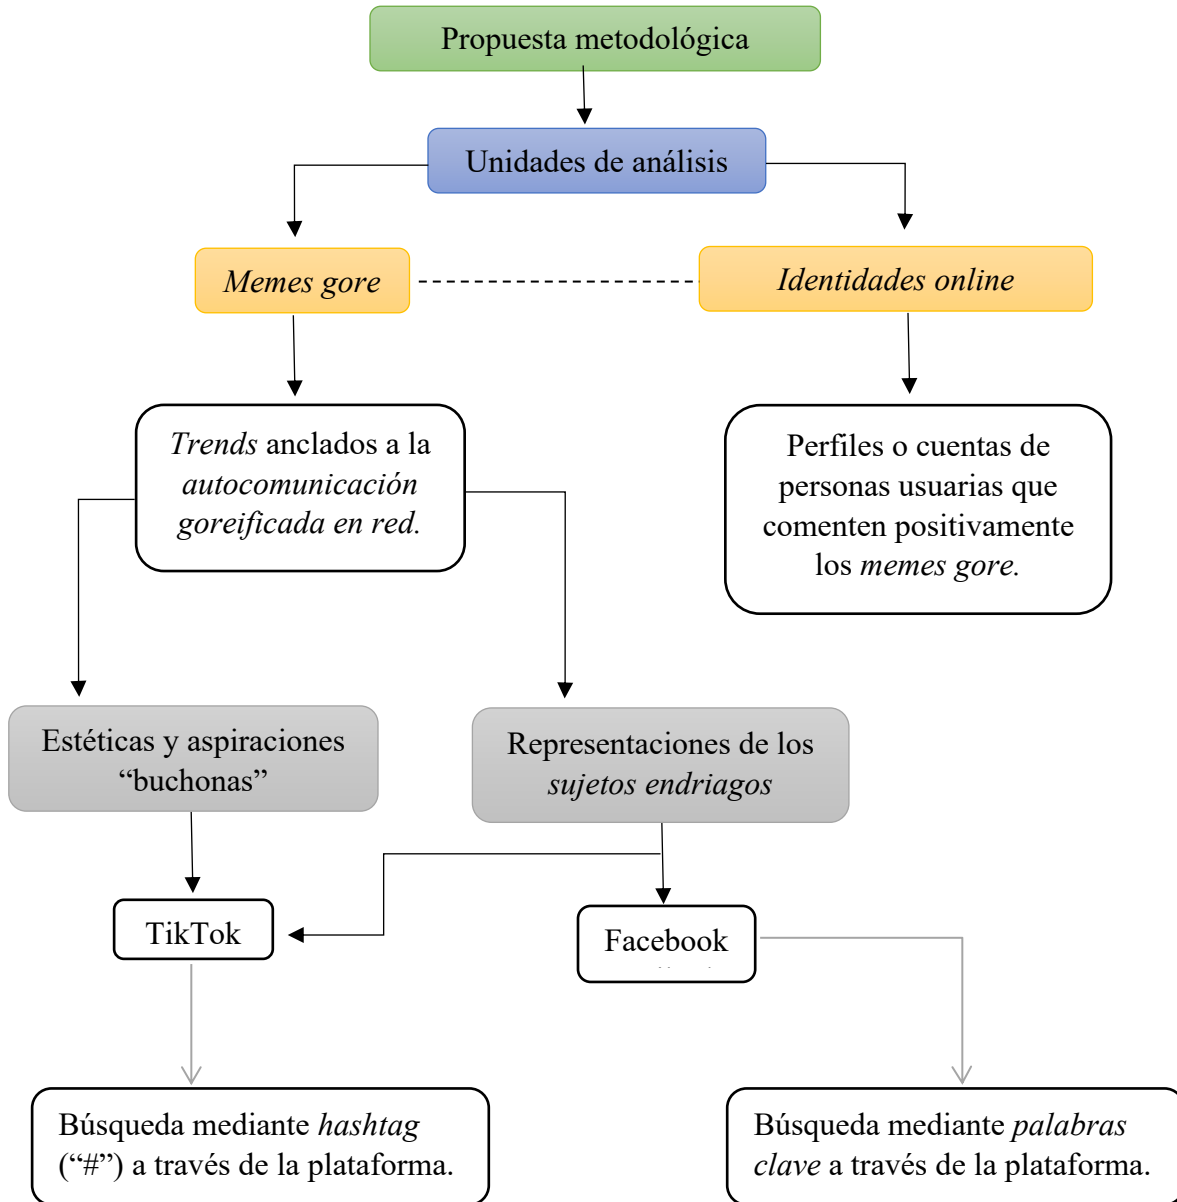 Propuesta metodológica
Unidades de análisis
Memes gore
Identidades online
Trends anclados a la
autocomunicación
goreificada en red.
Perfiles o cuentas de
personas usuarias que
comenten positivamente
los memes gore.
Estéticas y aspiraciones
“buchonas”
Representaciones de los
sujetos endriagos
TikTok
Facebook
Búsqueda mediante hashtag
(“#”) a través de la plataforma.
Búsqueda mediante palabras
clave a través de la plataforma.